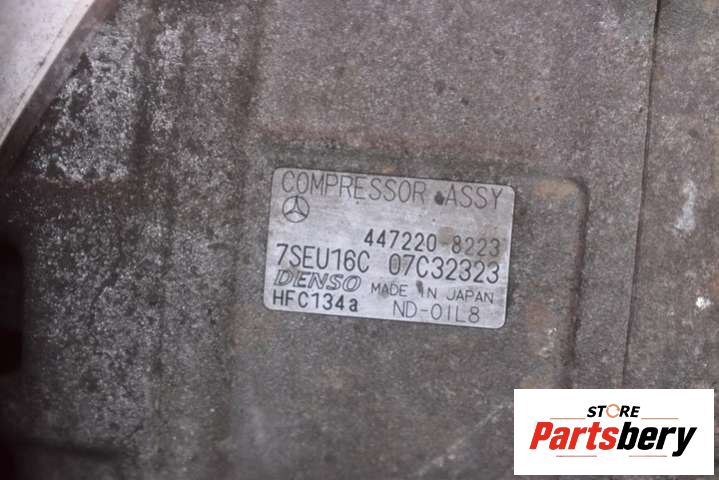 COMPRESSOR ASSY
447220-8223
7SEU16C 07C32323
DENSO MADE IN JAPAN
HFC134a ND-OIL8
STORE
Partsbery